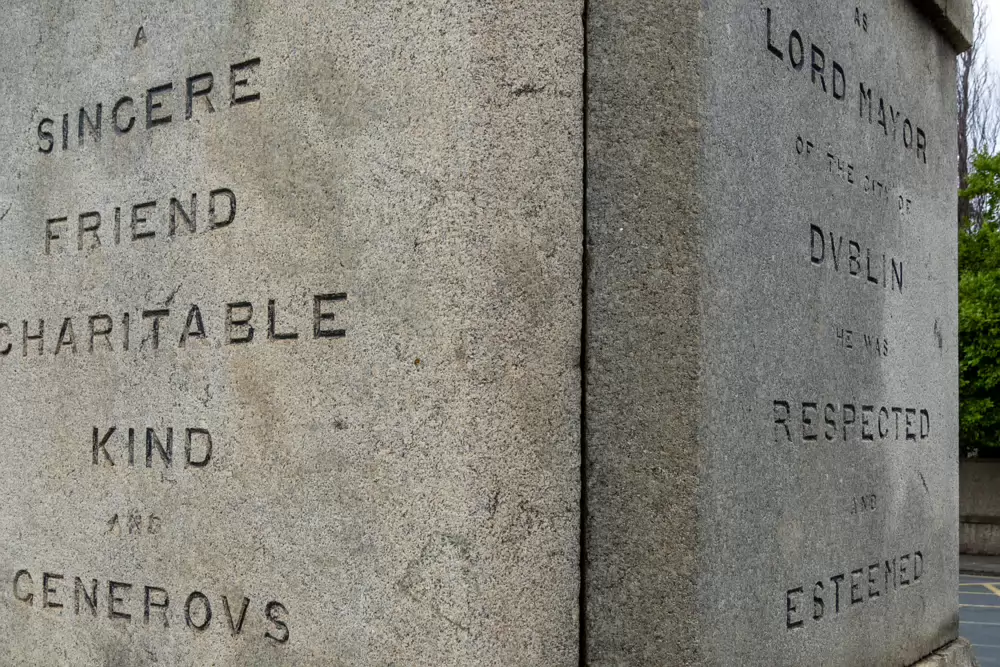 A
SINCERE
FRIEND
CHARITABLE
KIND
AND
GENEROVS
AS
LORD MAYOR
OF THE CITY OF
DVBLIN
HE WAS
RESPECTED
AND
ESTEEMED